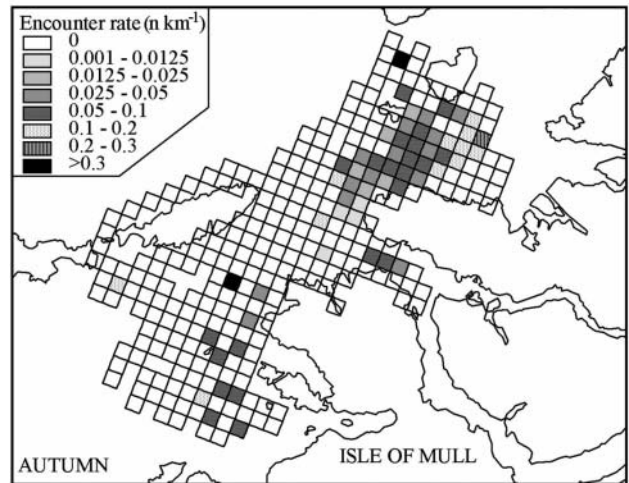 Encounter rate (n km⁻¹)
0
0.001 - 0.0125
0.0125 - 0.025
0.025 - 0.05
0.05 - 0.1
0.1 - 0.2
0.2 - 0.3
>0.3
AUTUMN
ISLE OF MULL